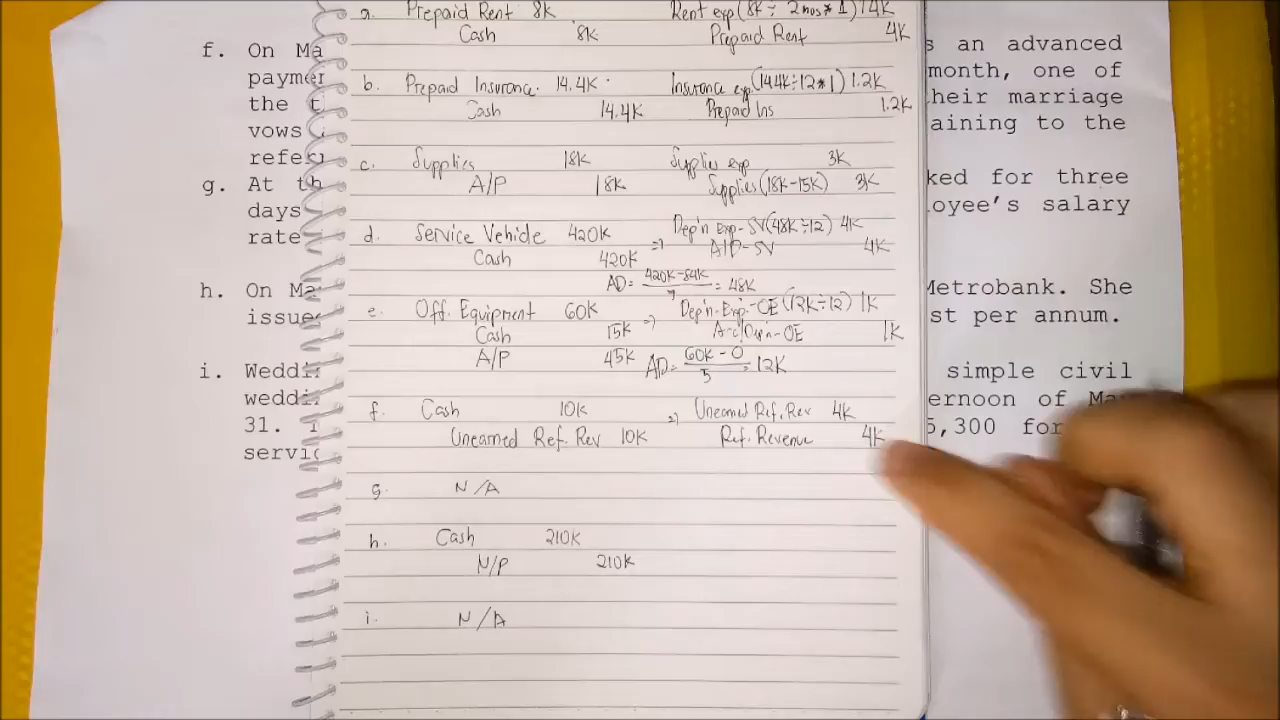 a. Prepaid Rent 8K Rent exp (8K ÷ 2mos * 1) 4K
Cash 8K Prepaid Rent 4K
b. Prepaid Insurance 14.4K Insurance exp (14.4K÷12*1) 1.2K
Cash 14.4K Prepaid Ins 1.2K
c. Supplies 18K Supplies exp 3K
A/P 18K Supplies (18K-15K) 3K
d. Service Vehicle 420K Dep'n Exp-SV (48K÷12) 4K
Cash 420K => A/D-SV 4K
AD= 420K-84K / 7 = 48K
e. Off. Equipment 60K => Dep'n-Exp-OE (12K÷12) 1K
Cash 15K OE 1K
A/P 45K AD= 60K-0 / 5 = 12K
f. Cash 10K => Unearned Ref. Rev 4K
Unearned Ref. Rev 10K Ref. Revenue 4K
g. N/A
h. Cash 210K
N/P 210K
i. N/A
f. On Ma
s an advanced
paymen
month, one of
the
heir marriage
vows
aining to the
refer
g. At th
ked for three
days
oyee's salary
rate
h. On Ma
Metrobank. She
issue
st per annum.
i. Weddi
simple civil
weddi
ernoon of Ma
31.
5,300 for
servic